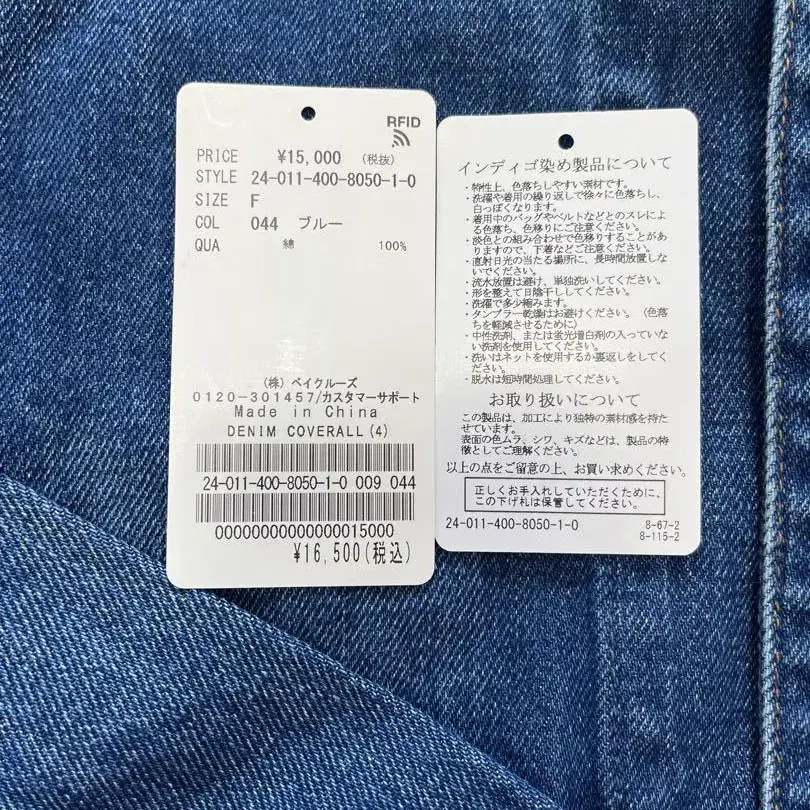 RFID
PRICE ¥15,000 (税抜)
STYLE 24-011-400-8050-1-0
SIZE F
COL 044 ブルー
QUA 綿 100%
(株) ベイクルーズ
0120-301457/カスタマーサポート
Made in China
DENIM COVERALL(4)
24-011-400-8050-1-0 009 044
00000000000000015000
¥16,500(税込)
インディゴ染め製品について
・特性上、色落ちしやすい素材です。
・洗濯や着用の繰り返しで徐々に色落ちし、
白っぽくなります。
・着用中のバッグやベルトなどとのスレによ
る色落ち、色移りにご注意ください。
・淡色との組み合わせで色移りすることがあ
りますので、下着などご注意ください。
・直射日光の当たる場所に、長時間放置しな
いでください。
・流水放置は避け、単独洗いしてください。
・形を整えて日陰干ししてください。
・洗濯で多少縮みます。
・タンブラー乾燥はお避けください。(色落
ちを軽減させるために)
・中性洗剤、または蛍光増白剤の入っていな
い洗剤を使用してください。
・洗いはネットを使用するか裏返しをしてく
ださい。
・脱水は短時間処理してください。
お取り扱いについて
この製品は、加工により独特の素材感を持た
せています。
表面の色ムラ、シワ、キズなどは、製品の特
徴としてご理解ください。
以上の点をご留意の上、お買い求めください。
正しくお手入れしていただくために、
この下げ札は保管してください。
24-011-400-8050-1-0 8-67-2
8-115-2